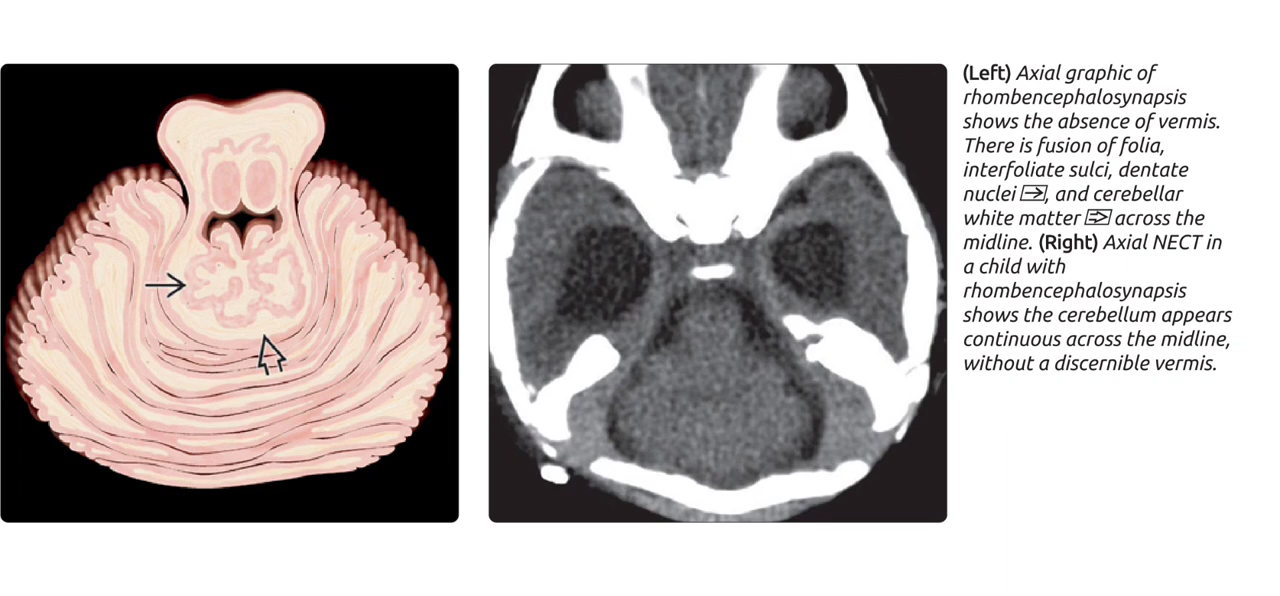 (Left) Axial graphic of
rhombencephalosynapsis
shows the absence of vermis.
There is fusion of folia,
interfoliate sulci, dentate
nuclei ➡, and cerebellar
white matter ⇨ across the
midline. (Right) Axial NECT in
a child with
rhombencephalosynapsis
shows the cerebellum appears
continuous across the midline,
without a discernible vermis.